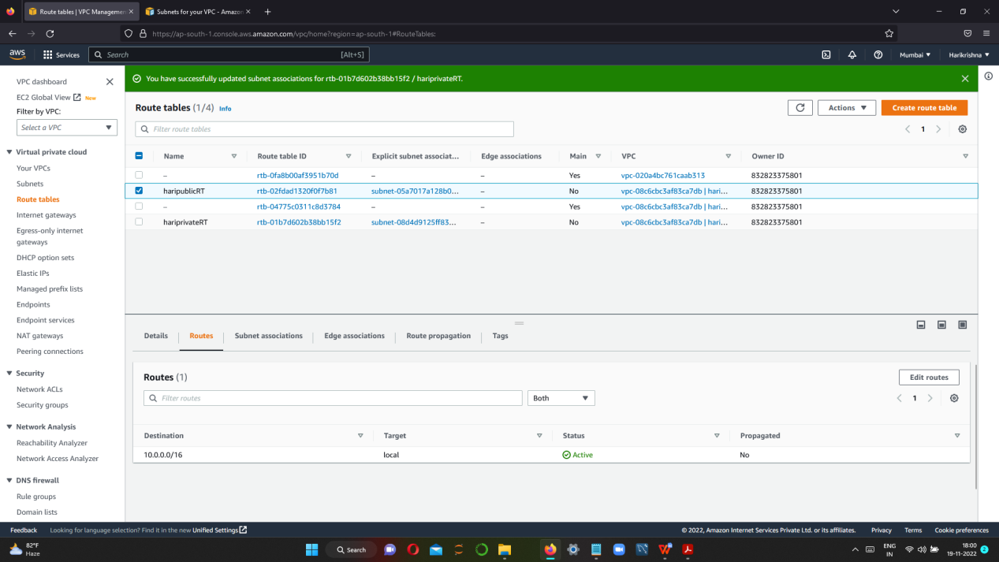 Route tables | VPC Managemen
Subnets for your VPC - Amazon
https://ap-south-1.console.aws.amazon.com/vpc/home?region=ap-south-1#RouteTables:
aws
Services
Search
[Alt+S]
Mumbai
Harikrishna
VPC dashboard
EC2 Global View New
Filter by VPC:
Select a VPC
Virtual private cloud
Your VPCs
Subnets
Route tables
Internet gateways
Egress-only internet
gateways
DHCP option sets
Elastic IPs
Managed prefix lists
Endpoints
Endpoint services
NAT gateways
Peering connections
Security
Network ACLs
Security groups
Network Analysis
Reachability Analyzer
Network Access Analyzer
DNS firewall
Rule groups
Domain lists
You have successfully updated subnet associations for rtb-01b7d602b38bb15f2 / hariprivateRT.
Route tables (1/4) Info
Actions
Create route table
Filter route tables
1
Name Route table ID Explicit subnet associat... Edge associations Main VPC Owner ID
– rtb-0fa8b00af3951b70d – – Yes vpc-020a4bc761caab313 832823375801
haripublicRT rtb-02fdad1320f0f7b81 subnet-05a7017a128b0... – No vpc-08c6cbc3af83ca7db | hari... 832823375801
– rtb-04775c0311c8d3784 – – Yes vpc-08c6cbc3af83ca7db | hari... 832823375801
hariprivateRT rtb-01b7d602b38bb15f2 subnet-08d4d9125ff83... – No vpc-08c6cbc3af83ca7db | hari... 832823375801
Details Routes Subnet associations Edge associations Route propagation Tags
Routes (1)
Edit routes
Filter routes
Both
1
Destination Target Status Propagated
10.0.0.0/16 local Active No
Feedback Looking for language selection? Find it in the new Unified Settings
© 2022, Amazon Internet Services Private Ltd. or its affiliates. Privacy Terms Cookie preferences
82°F
Haze
Search
ENG
IN
18:00
19-11-2022
2